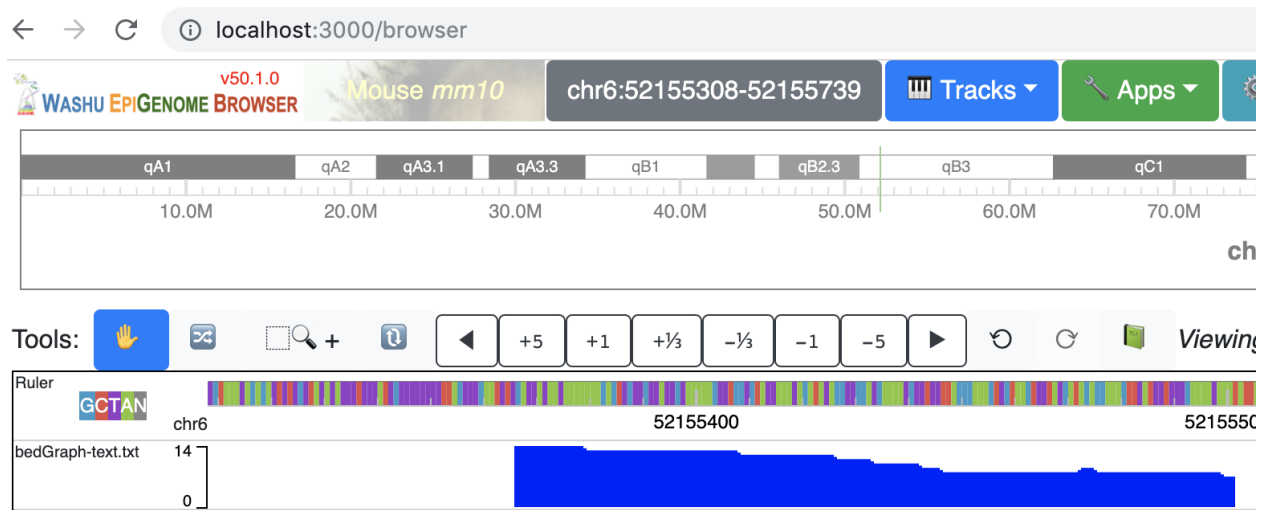 localhost:3000/browser
v50.1.0
WASHU EPIGENOME BROWSER
Mouse mm10
chr6:52155308-52155739
Tracks
Apps
qA1 qA2 qA3.1 qA3.3 qB1 qB2.3 qB3 qC1
10.0M 20.0M 30.0M 40.0M 50.0M 60.0M 70.0M
ch
Tools: + +5 +1 +⅓ -⅓ -1 -5 Viewing
Ruler
GCTAN
chr6 52155400 5215550
bedGraph-text.txt 14
0